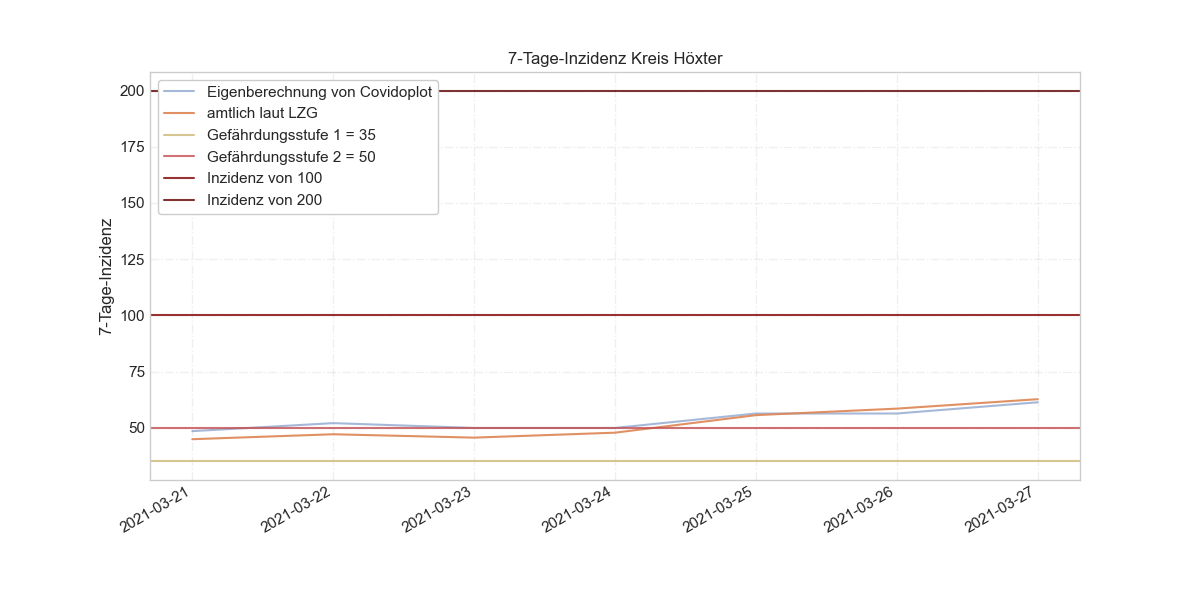 7-Tage-Inzidenz Kreis Höxter
Eigenberechnung von Covidoplot
amtlich laut LZG
Gefährdungsstufe 1 = 35
Gefährdungsstufe 2 = 50
Inzidenz von 100
Inzidenz von 200
7-Tage-Inzidenz
200
175
150
125
100
75
50
2021-03-21
2021-03-22
2021-03-23
2021-03-24
2021-03-25
2021-03-26
2021-03-27